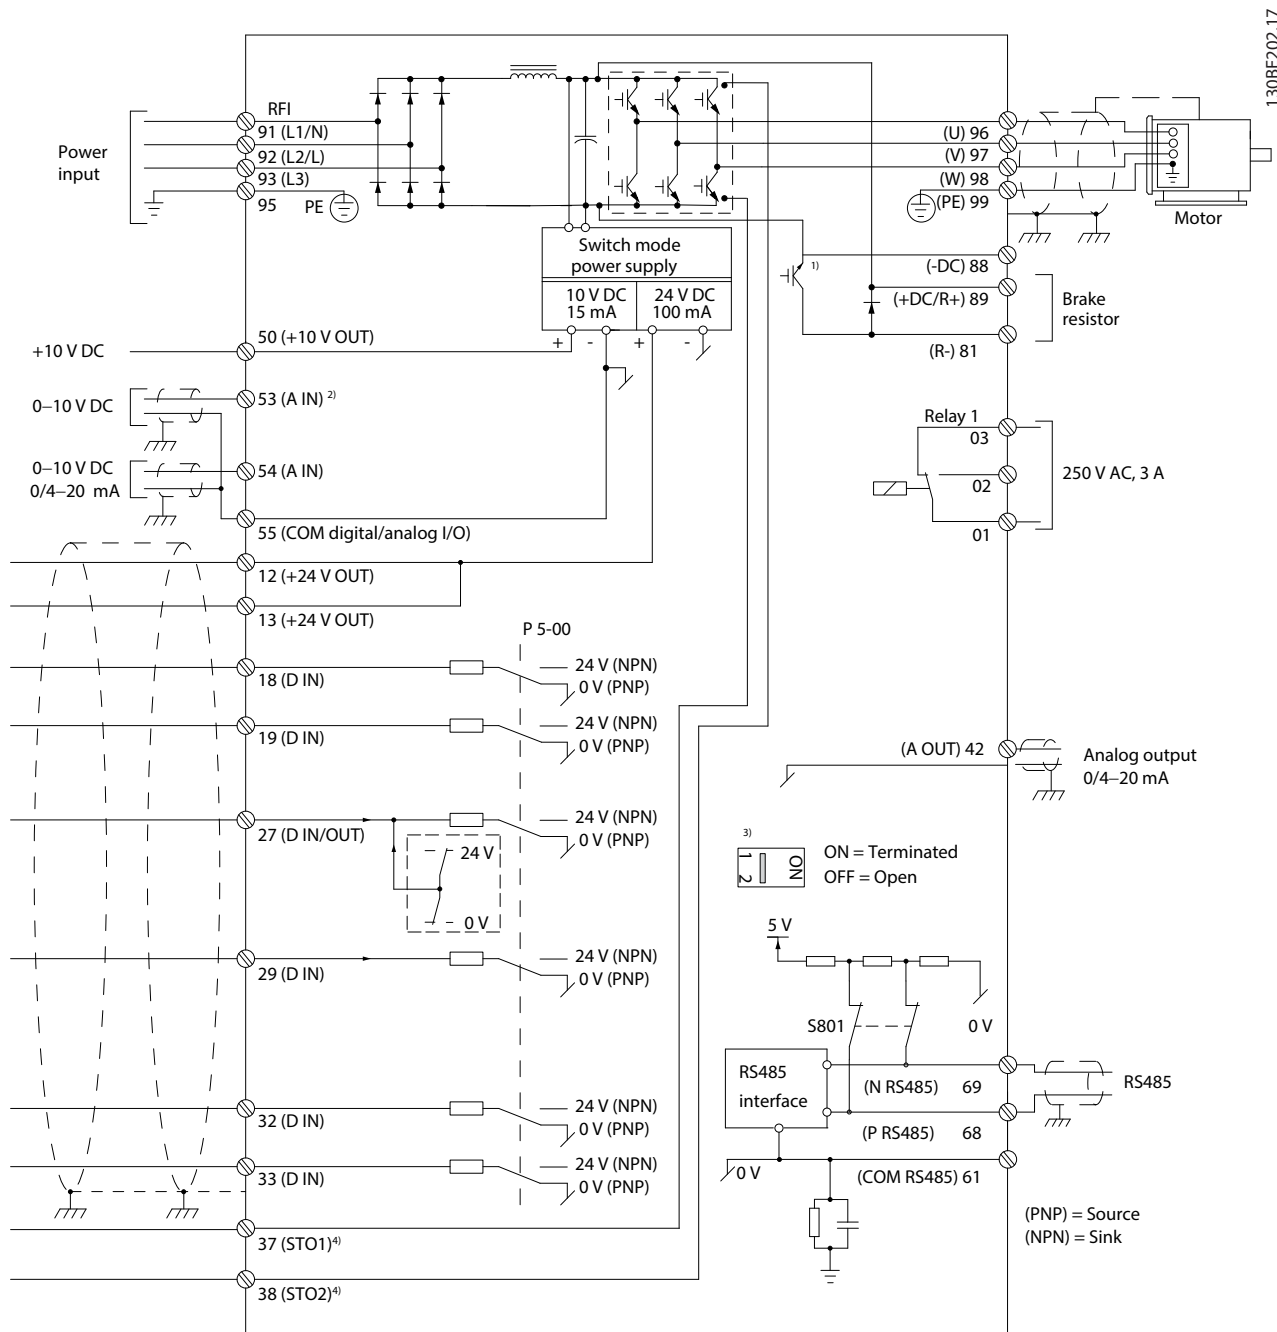 130BE202.17
RFI
Power
input
91 (L1/N)
92 (L2/L)
93 (L3)
95
PE
(U) 96
(V) 97
(W) 98
(PE) 99
Motor
Switch mode
power supply
10 V DC
15 mA
24 V DC
100 mA
+
-
+
-
1)
(-DC) 88
(+DC/R+) 89
(R-) 81
Brake
resistor
+10 V DC
50 (+10 V OUT)
0–10 V DC
53 (A IN) 2)
0–10 V DC
0/4–20 mA
54 (A IN)
55 (COM digital/analog I/O)
Relay 1
03
02
01
250 V AC, 3 A
12 (+24 V OUT)
13 (+24 V OUT)
P 5-00
18 (D IN)
24 V (NPN)
0 V (PNP)
19 (D IN)
24 V (NPN)
0 V (PNP)
(A OUT) 42
Analog output
0/4–20 mA
27 (D IN/OUT)
24 V (NPN)
0 V (PNP)
24 V
0 V
3)
1 2
ON
ON = Terminated
OFF = Open
29 (D IN)
24 V (NPN)
0 V (PNP)
5 V
S801
0 V
RS485
interface
(N RS485) 69
(P RS485) 68
RS485
0 V
(COM RS485) 61
32 (D IN)
24 V (NPN)
0 V (PNP)
33 (D IN)
24 V (NPN)
0 V (PNP)
(PNP) = Source
(NPN) = Sink
37 (STO1)4)
38 (STO2)4)